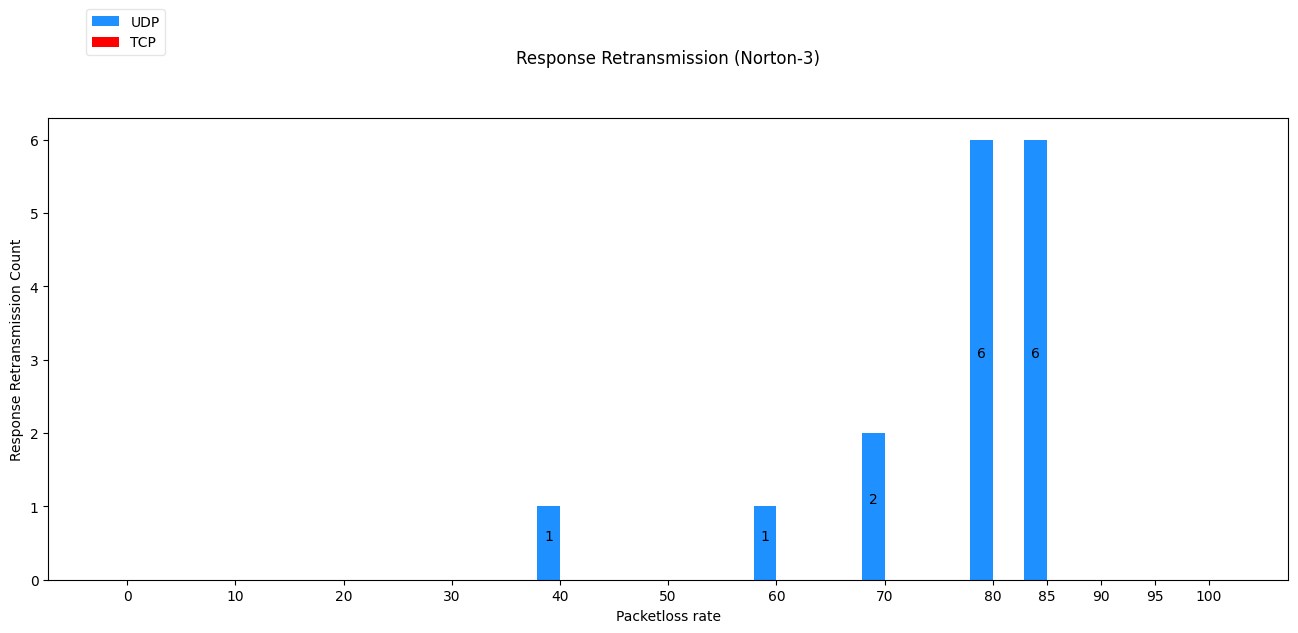 UDP
TCP
Response Retransmission (Norton-3)
Response Retransmission Count
6
5
4
3
2
1
0
1
1
2
6
6
0 10 20 30 40 50 60 70 80 85 90 95 100
Packetloss rate